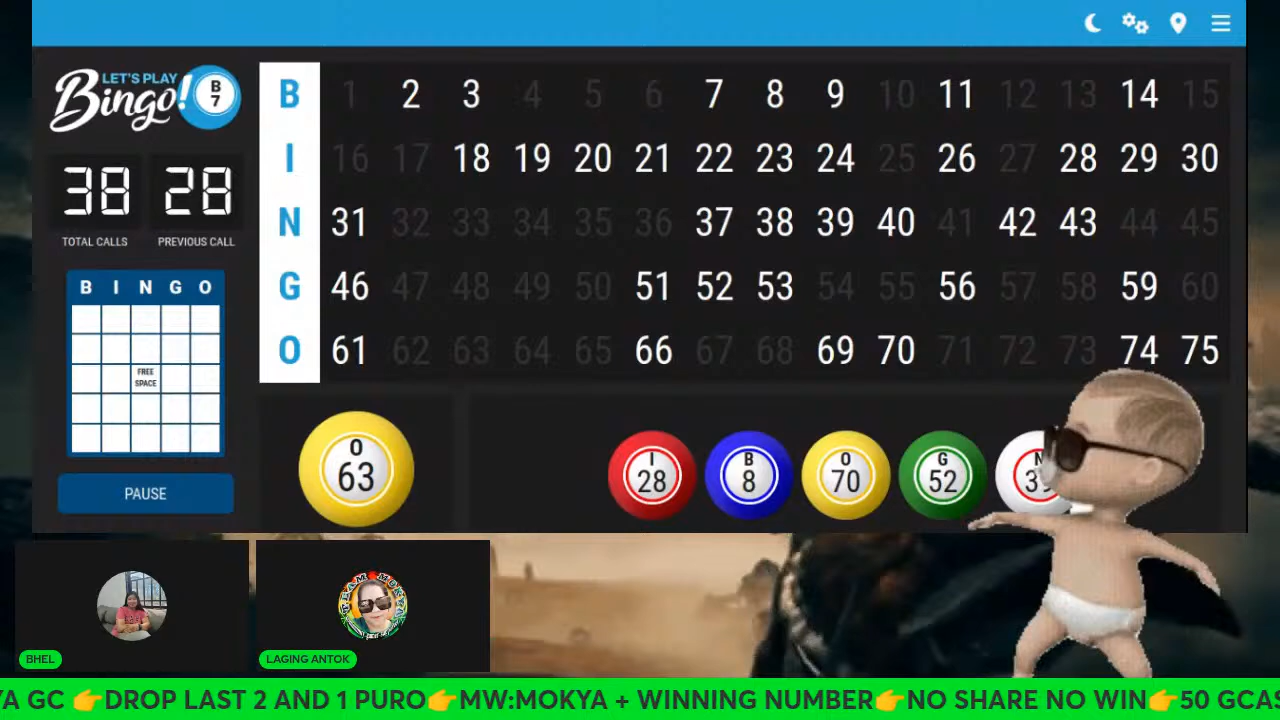 LET'S PLAY
Bingo!
B
7
38
28
TOTAL CALLS
PREVIOUS CALL
B I N G O
FREE
SPACE
PAUSE
B 1 2 3 4 5 6 7 8 9 10 11 12 13 14 15
I 16 17 18 19 20 21 22 23 24 25 26 27 28 29 30
N 31 32 33 34 35 36 37 38 39 40 41 42 43 44 45
G 46 47 48 49 50 51 52 53 54 55 56 57 58 59 60
O 61 62 63 64 65 66 67 68 69 70 71 72 73 74 75
O
63
I
28
B
8
O
70
G
52
N
BHEL
TEAM MOKYA
LAGING ANTOK
YA GC 👉DROP LAST 2 AND 1 PURO👉MW:MOKYA + WINNING NUMBER👉NO SHARE NO WIN👉50 GCAS